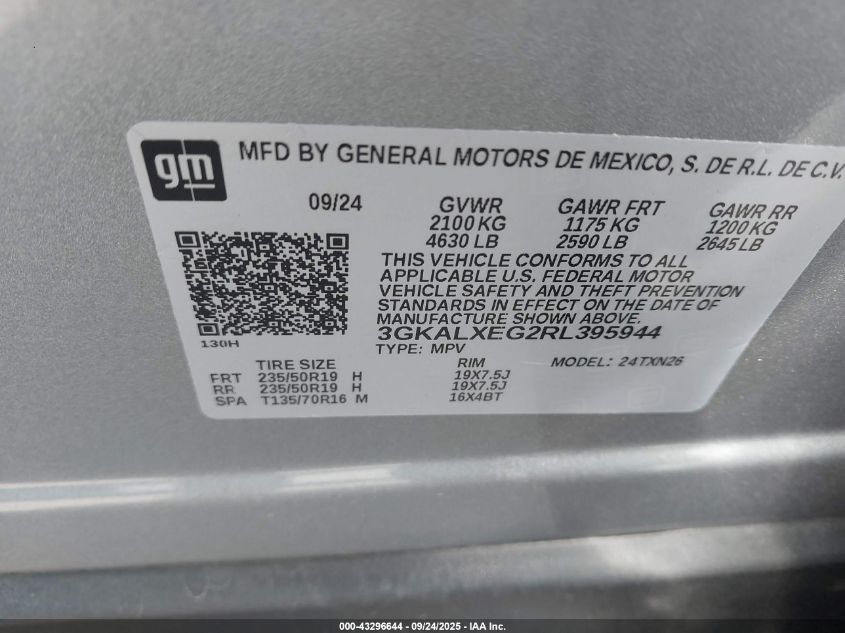 gm
MFD BY GENERAL MOTORS DE MEXICO, S. DE R.L. DE C.V.
09/24
GVWR
2100 KG
4630 LB
GAWR FRT
1175 KG
2590 LB
GAWR RR
1200 KG
2645 LB
THIS VEHICLE CONFORMS TO ALL
APPLICABLE U.S. FEDERAL MOTOR
VEHICLE SAFETY AND THEFT PREVENTION
STANDARDS IN EFFECT ON THE DATE OF
MANUFACTURE SHOWN ABOVE.
3GKALXEG2RL395944
130H
TYPE: MPV
MODEL: 24TXN26
TIRE SIZE RIM
FRT 235/50R19 H 19X7.5J
RR 235/50R19 H 19X7.5J
SPA T135/70R16 M 16X4BT
000-43296644 - 09/24/2025 - IAA Inc.